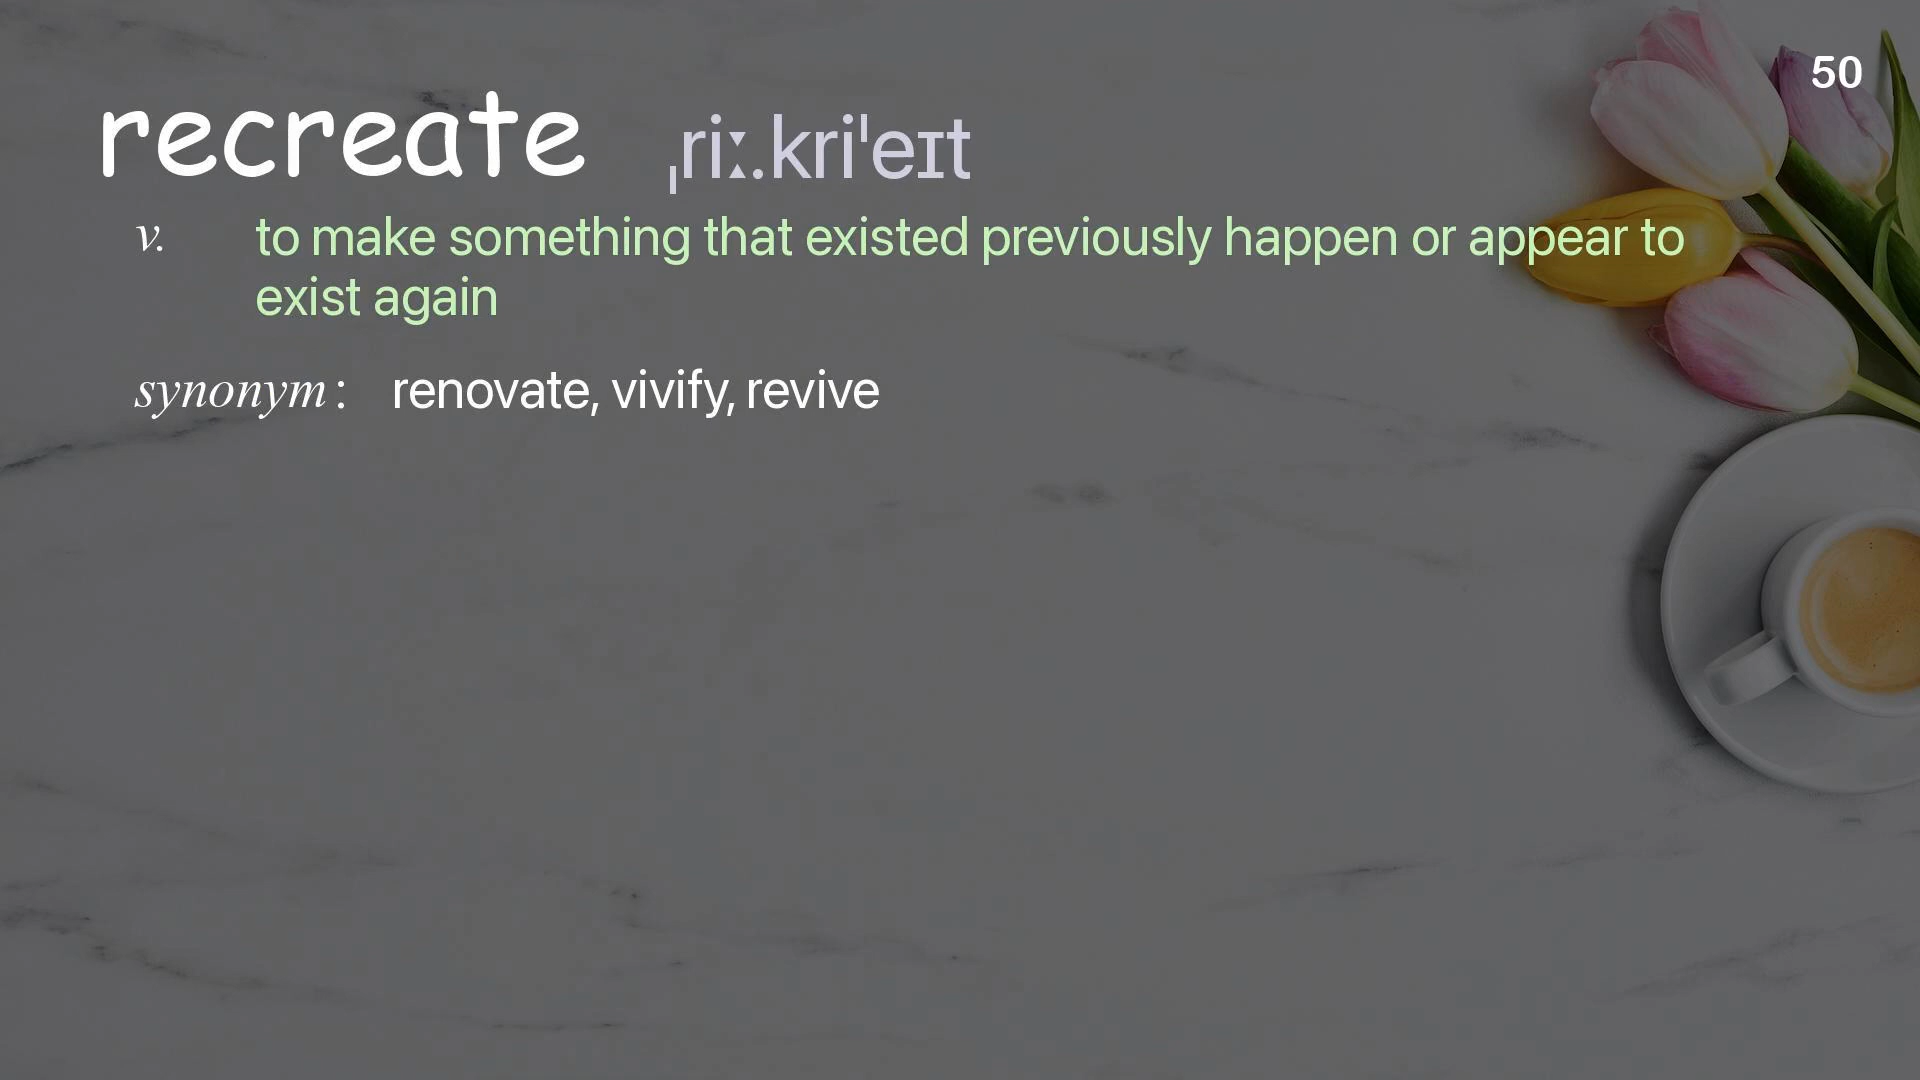 50
recreate ˌriː.kriˈeɪt
v. to make something that existed previously happen or appear to
exist again
synonym : renovate, vivify, revive